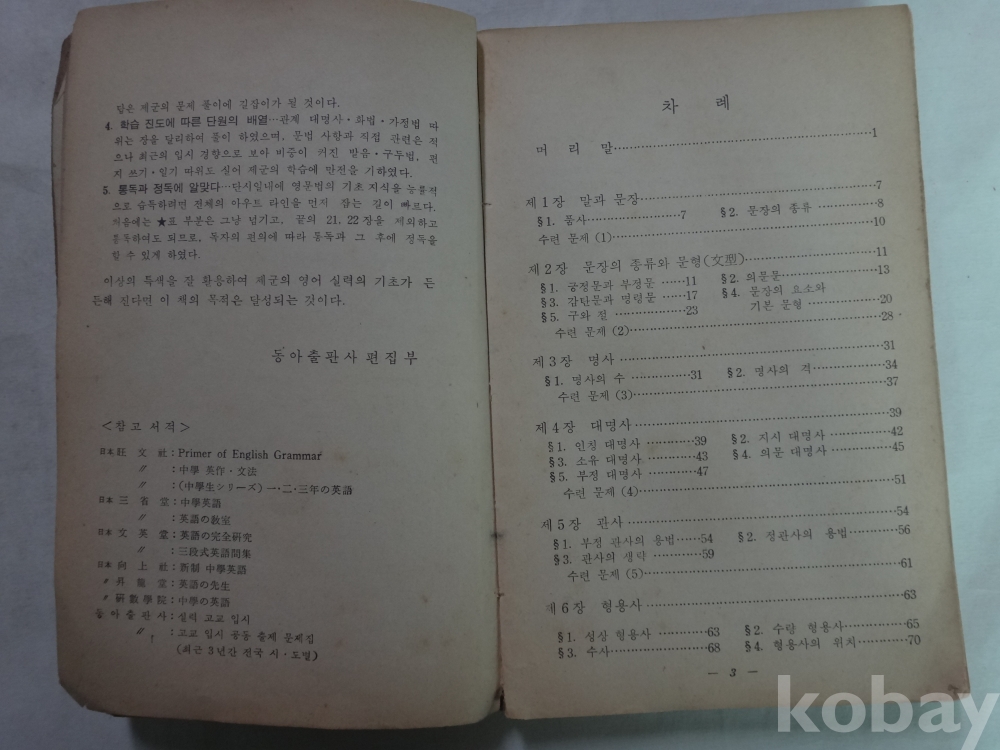 닫은 제군의 문제 풀이에 길잡이가 될 것이다.
4. 학습 진도에 따른 단원의 배열…관계 대명사·화법·가정법 따
위는 장을 달리하여 풀이 하였으며, 문법 사항과 직접 관련은 적
으나 최근의 입시 경향으로 보아 비중이 커진 발음·구두법, 편
지 쓰기·일기 따위도 실어 제군의 학습에 만전을 기하였다.
5. 통독과 정독에 알맞다…단시일내에 영문법의 기초 지식을 능률적
으로 습득하려면 전체의 아우트 라인을 먼저 잡는 길이 빠르다.
처음에는 ★표 부분은 그냥 넘기고, 끝의 21, 22장을 제외하고
통독하여도 되므로, 독자의 편의에 따라 통독과 그 후에 정독을
할 수 있게 하였다.
이상의 특색을 잘 활용하여 제군의 영어 실력의 기초가 든
든해 진다면 이 책의 목적은 달성되는 것이다.
동아출판사 편집부
<참고 서적>
日本 旺文社 : Primer of English Grammar
〃 : 中學 英作·文法
〃 : (中學生シリーズ) 一·二·三年の英語
日本 三省堂 : 中學英語
〃 : 英語の教室
日本 文英堂 : 英語の完全硏究
〃 : 三段式英語問集
日本 向上社 : 新制 中學英語
〃 昇龍堂 : 英語の先生
〃 硏數學院 : 中學の英語
동아출판사 : 실력 고교 입시
〃 : 고교 입시 공동 출제 문제집
(최근 3년간 전국 시·도별)
차례
머리말……1
제1장 말과 문장……7
§1. 품사……7 §2. 문장의 종류……8
수련 문제 (1)……10
제2장 문장의 종류와 문형(文型)……11
§1. 긍정문과 부정문……11 §2. 의문문……13
§3. 감탄문과 명령문……17 §4. 문장의 요소와
§5. 구와 절……23 기본 문형……20
수련 문제 (2)……28
제3장 명사……31
§1. 명사의 수……31 §2. 명사의 격……34
수련 문제 (3)……37
제4장 대명사……39
§1. 인칭 대명사……39 §2. 지시 대명사……42
§3. 소유 대명사……43 §4. 의문 대명사……45
§5. 부정 대명사……47
수련 문제 (4)……51
제5장 관사……54
§1. 부정 관사의 용법……54 §2. 정관사의 용법……56
§3. 관사의 생략……59
수련 문제 (5)……61
제6장 형용사……63
§1. 성상 형용사……63 §2. 수량 형용사……65
§3. 수사……68 §4. 형용사의 위치……70
— 3 —
kobay